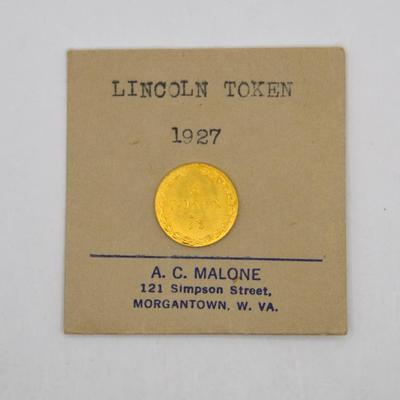 LINCOLN TOKEN
1927
A. C. MALONE
121 Simpson Street,
MORGANTOWN, W. VA.